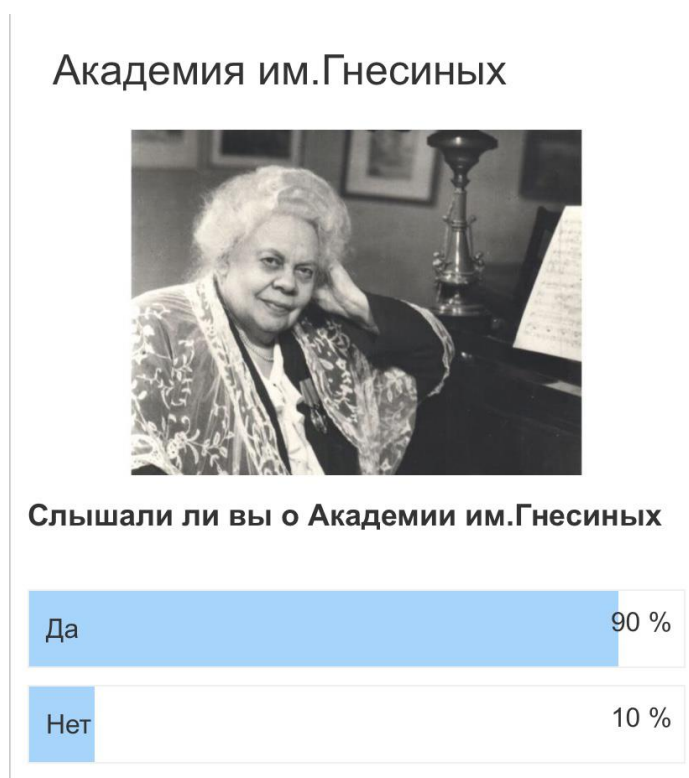 Академия им.Гнесиных
Слышали ли вы о Академии им.Гнесиных
Да 90 %
Нет 10 %